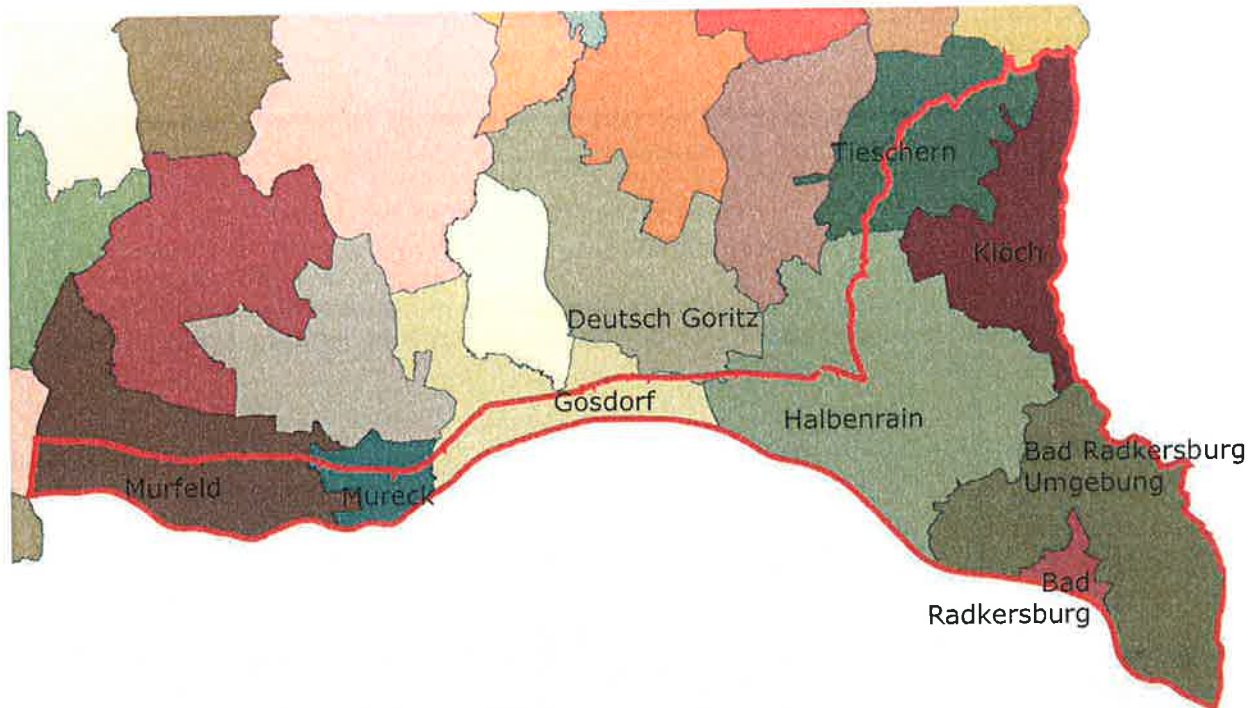 Tieschern
Klöch
Deutsch Goritz
Gosdorf
Halbenrain
Bad Radkersburg
Umgebung
Murfeld
Mureck
Bad
Radkersburg